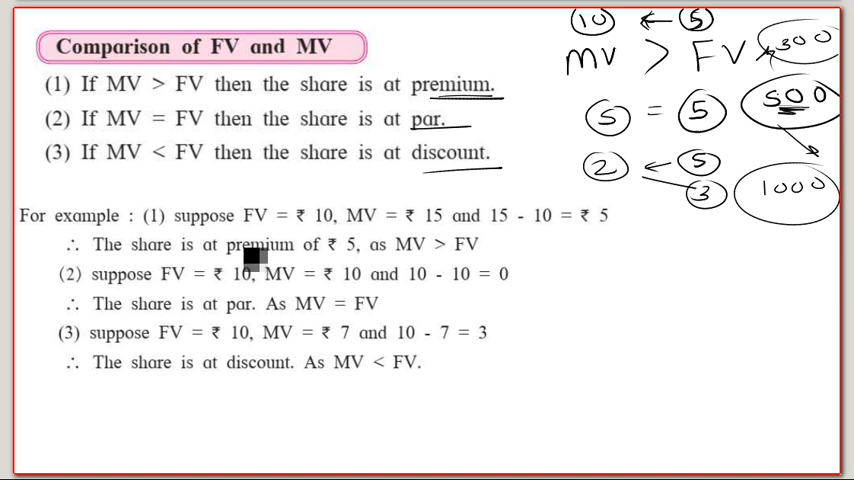 Comparison of FV and MV
(1) If MV > FV then the share is at premium.
(2) If MV = FV then the share is at par.
(3) If MV < FV then the share is at discount.
For example : (1) suppose FV = ₹ 10, MV = ₹ 15 and 15 - 10 = ₹ 5
∴ The share is at premium of ₹ 5, as MV > FV
(2) suppose FV = ₹ 10, MV = ₹ 10 and 10 - 10 = 0
∴ The share is at par. As MV = FV
(3) suppose FV = ₹ 10, MV = ₹ 7 and 10 - 7 = 3
∴ The share is at discount. As MV < FV.
10 ← 5
mv > FV 300
5 = 5 500
2 ← 5
3 1000